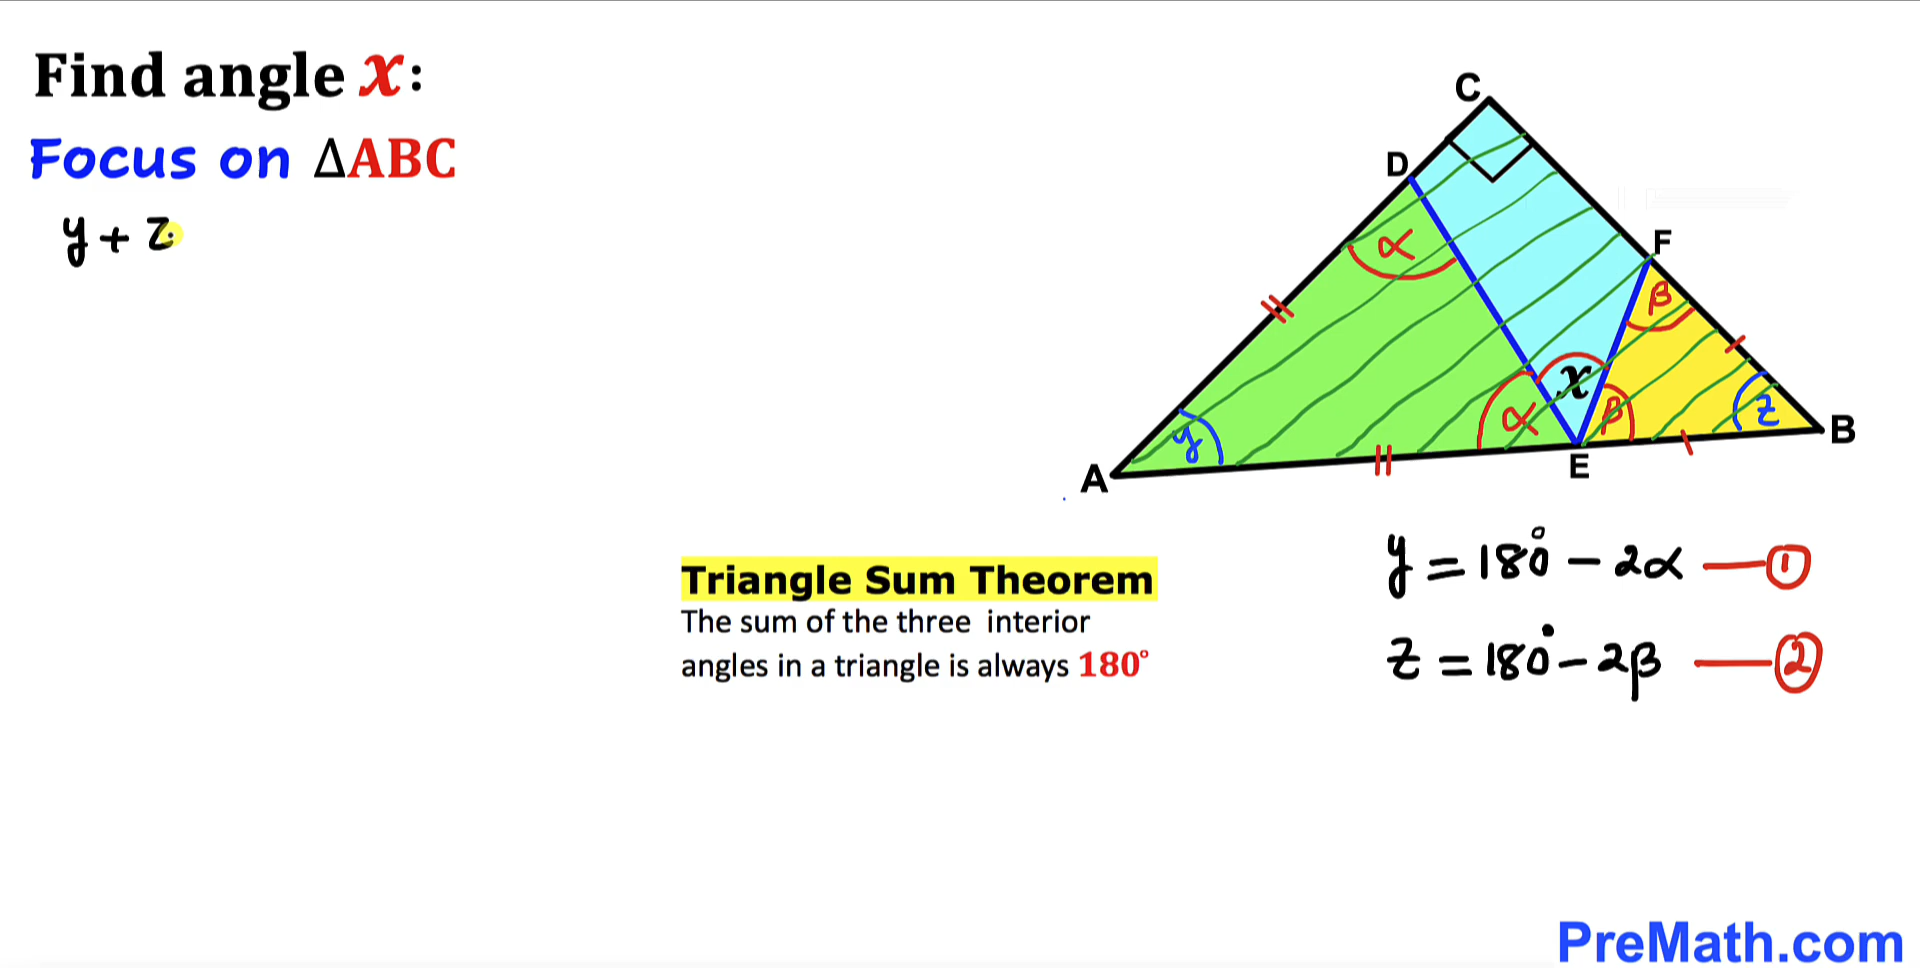 Find angle x:
Focus on ΔABC
y + z
C
D
F
α
β
x
α
β
z
y
B
A
E
y = 180° - 2α —①
z = 180° - 2β —②
Triangle Sum Theorem
The sum of the three interior
angles in a triangle is always 180°
PreMath.com